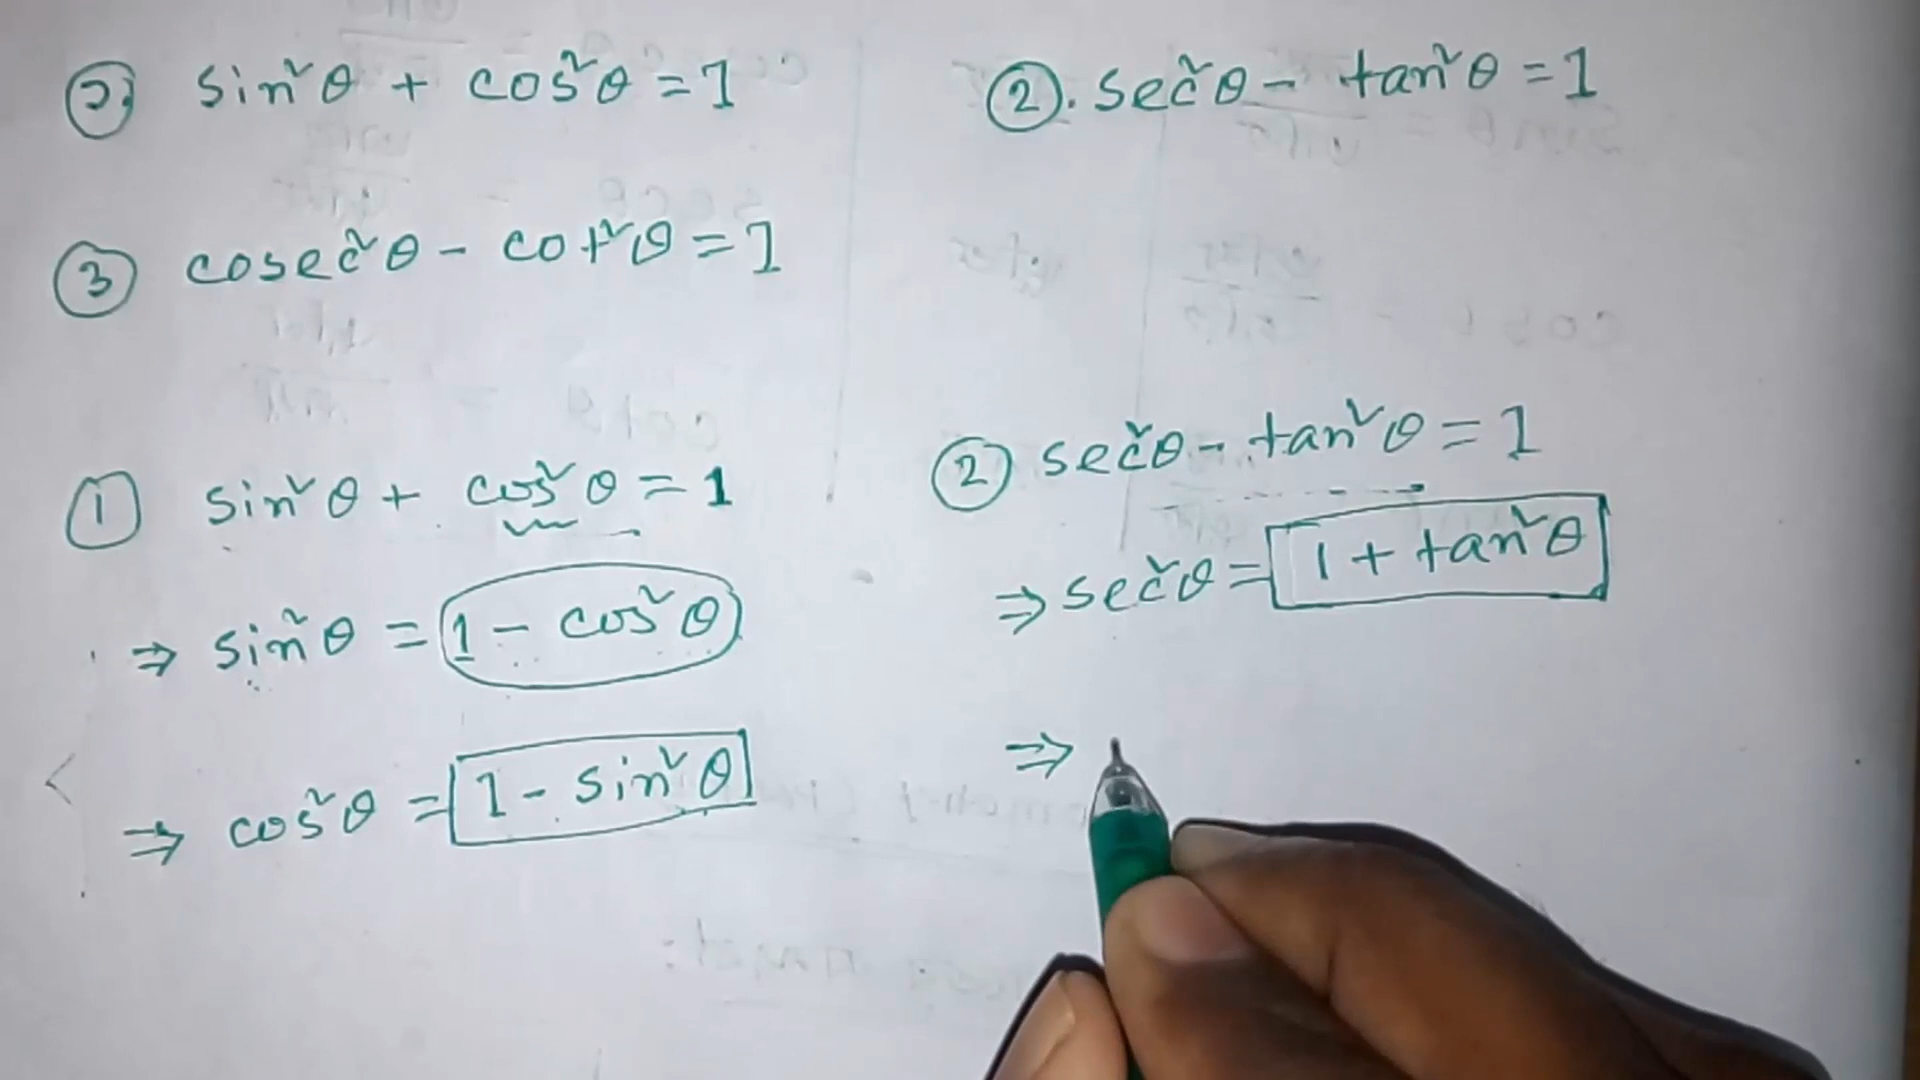 ১. sin²θ + cos²θ = 1
②. sec²θ - tan²θ = 1
③ cosec²θ - cot²θ = 1
① sin²θ + cos²θ = 1
⇒ sin²θ = 1 - cos²θ
⇒ cos²θ = 1 - sin²θ
② sec²θ - tan²θ = 1
⇒ sec²θ = 1 + tan²θ
⇒